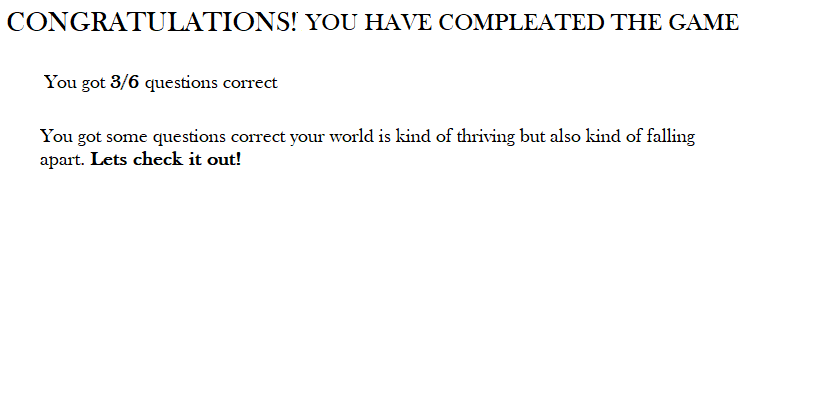 CONGRATULATIONS! YOU HAVE COMPLEATED THE GAME
You got 3/6 questions correct
You got some questions correct your world is kind of thriving but also kind of falling
apart. Lets check it out!